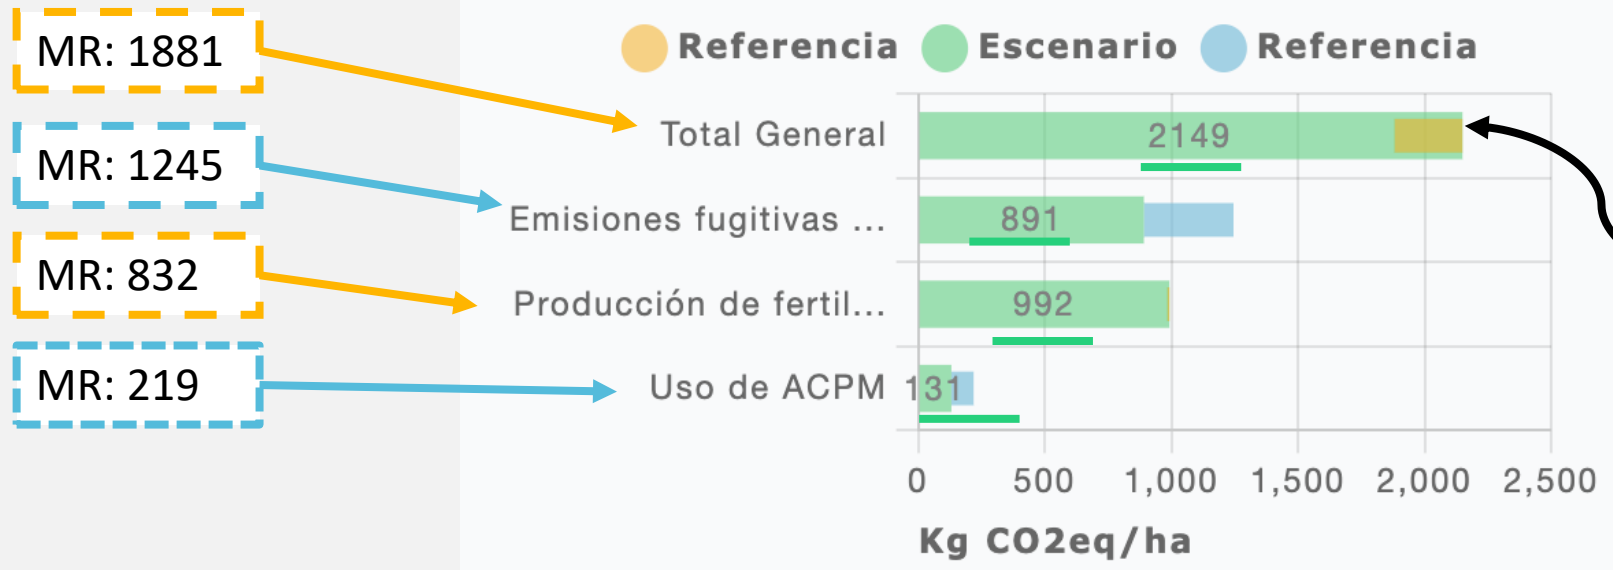 MR: 1881
MR: 1245
MR: 832
MR: 219
Referencia Escenario Referencia
Total General 2149
Emisiones fugitivas ... 891
Producción de fertil... 992
Uso de ACPM 131
0 500 1,000 1,500 2,000 2,500
Kg CO2eq/ha